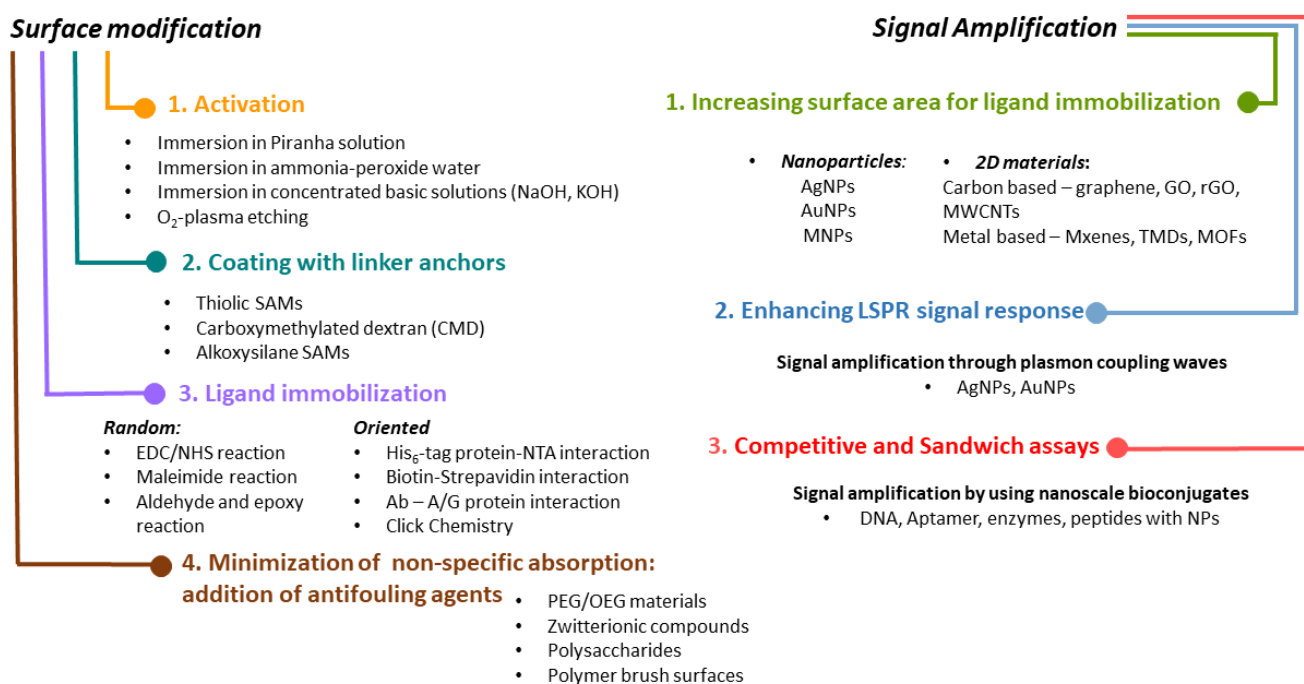 Surface modification
1. Activation
• Immersion in Piranha solution
• Immersion in ammonia-peroxide water
• Immersion in concentrated basic solutions (NaOH, KOH)
• O₂-plasma etching
2. Coating with linker anchors
• Thiolic SAMs
• Carboxymethylated dextran (CMD)
• Alkoxysilane SAMs
3. Ligand immobilization
Random:
• EDC/NHS reaction
• Maleimide reaction
• Aldehyde and epoxy
reaction
Oriented
• His₆-tag protein-NTA interaction
• Biotin-Strepavidin interaction
• Ab – A/G protein interaction
• Click Chemistry
4. Minimization of non-specific absorption:
addition of antifouling agents
• PEG/OEG materials
• Zwitterionic compounds
• Polysaccharides
• Polymer brush surfaces
Signal Amplification
1. Increasing surface area for ligand immobilization
• Nanoparticles:
AgNPs
AuNPs
MNPs
• 2D materials:
Carbon based – graphene, GO, rGO,
MWCNTs
Metal based – Mxenes, TMDs, MOFs
2. Enhancing LSPR signal response
Signal amplification through plasmon coupling waves
• AgNPs, AuNPs
3. Competitive and Sandwich assays
Signal amplification by using nanoscale bioconjugates
• DNA, Aptamer, enzymes, peptides with NPs